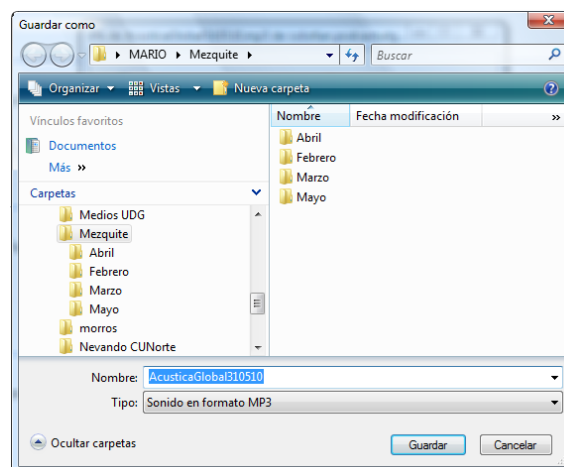 Guardar como
MARIO Mezquite Buscar
Organizar Vistas Nueva carpeta
Vínculos favoritos
Documentos
Más »
Carpetas
Medios UDG
Mezquite
Abril
Febrero
Marzo
Mayo
morros
Nevando CUNorte
Nombre Fecha modificación »
Abril
Febrero
Marzo
Mayo
Nombre: AcusticaGlobal310510
Tipo: Sonido en formato MP3
Ocultar carpetas Guardar Cancelar